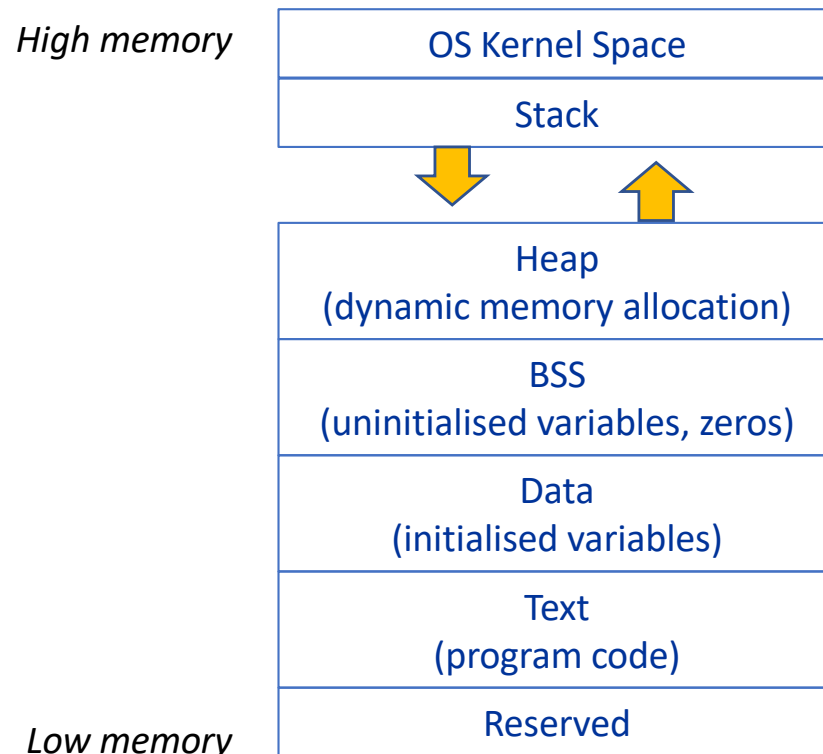 High memory
OS Kernel Space
Stack
Heap
(dynamic memory allocation)
BSS
(uninitialised variables, zeros)
Data
(initialised variables)
Text
(program code)
Reserved
Low memory